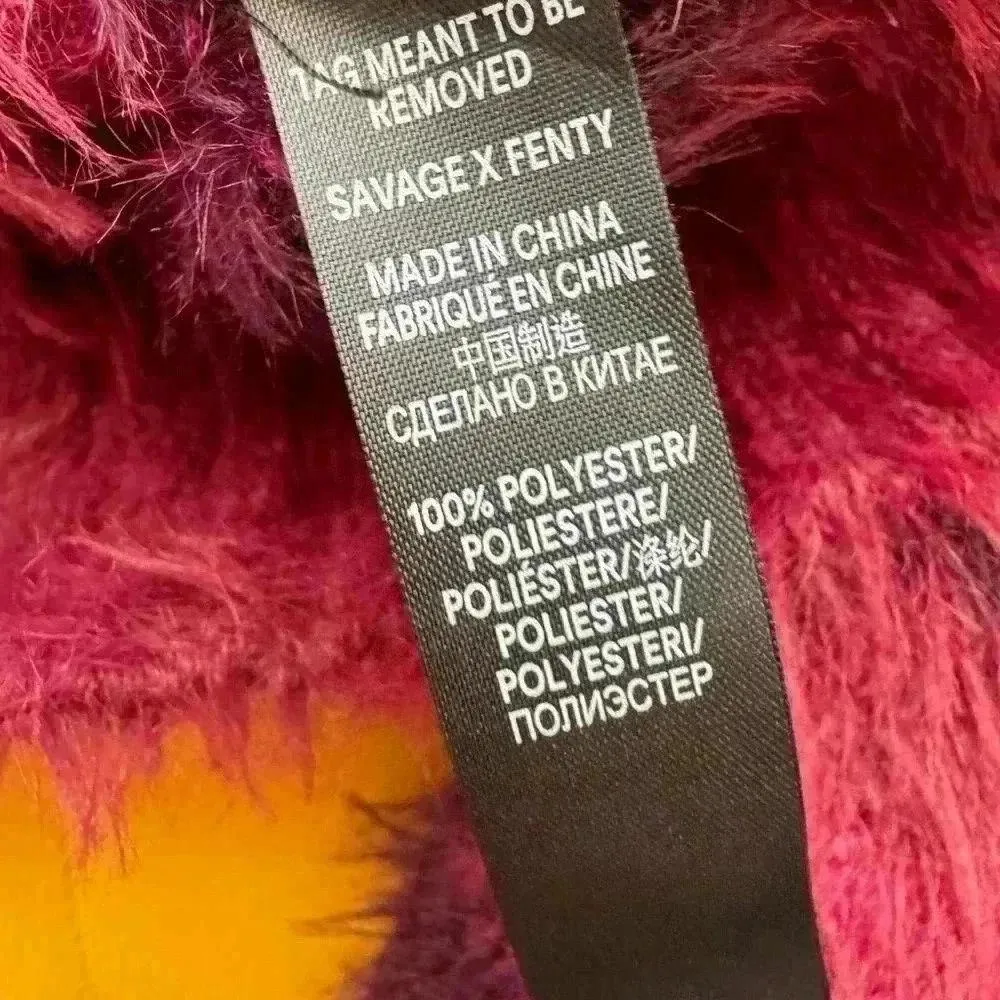 TAG MEANT TO BE
REMOVED
SAVAGE X FENTY
MADE IN CHINA
FABRIQUÉ EN CHINE
中国制造
СДЕЛАНО В КИТАЕ
100% POLYESTER/
POLIESTERE/
POLIÉSTER/涤纶/
POLIESTER/
POLYESTERI/
ПОЛИЭСТЕР